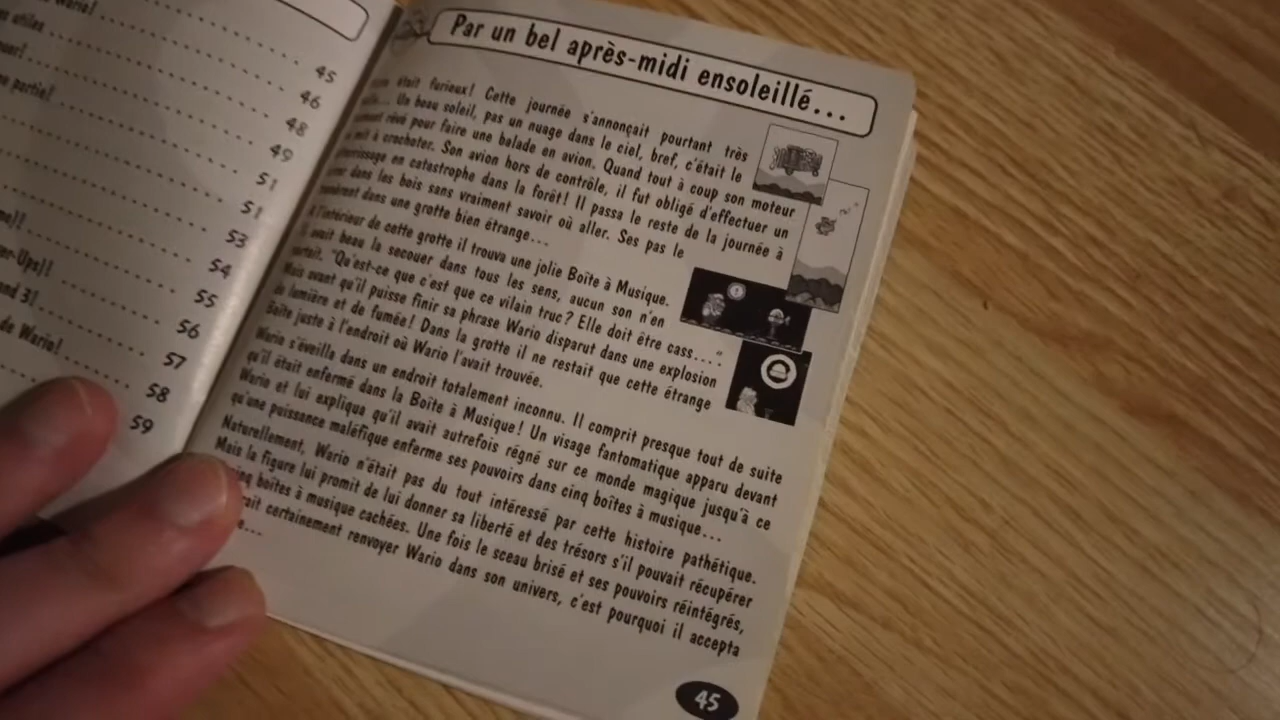 Wario!
utiles
45
46
partie!
48
49
51
51
53
54
55
56
57
de Wario!
58
59
Par un bel après-midi ensoleillé...
était furieux! Cette journée s'annonçait pourtant très
Un beau soleil, pas un nuage dans le ciel, bref, c'était le
rêvé pour faire une balade en avion. Quand tout à coup son moteur
mit à crachoter. Son avion hors de contrôle, il fut obligé d'effectuer un
en catastrophe dans la forêt! Il passa le reste de la journée à
dans les bois sans vraiment savoir où aller. Ses pas le
dans une grotte bien étrange...
A l'intérieur de cette grotte il trouva une jolie Boîte à Musique.
Il avait beau la secouer dans tous les sens, aucun son n'en
sortait. "Qu'est-ce que c'est que ce vilain truc? Elle doit être cass...."
Mais avant qu'il puisse finir sa phrase Wario disparut dans une explosion
de lumière et de fumée! Dans la grotte il ne restait que cette étrange
Boîte juste à l'endroit où Wario l'avait trouvée.
Wario s'éveilla dans un endroit totalement inconnu. Il comprit presque tout de suite
qu'il était enfermé dans la Boîte à Musique! Un visage fantomatique apparu devant
Wario et lui expliqua qu'il avait autrefois régné sur ce monde magique jusqu'à ce
qu'une puissance maléfique enferme ses pouvoirs dans cinq boîtes à musique...
Naturellement, Wario n'était pas du tout intéressé par cette histoire pathétique.
Mais la figure lui promit de lui donner sa liberté et des trésors s'il pouvait récupérer
cinq boîtes à musique cachées. Une fois le sceau brisé et ses pouvoirs réintégrés,
certainement renvoyer Wario dans son univers, c'est pourquoi il accepta
45